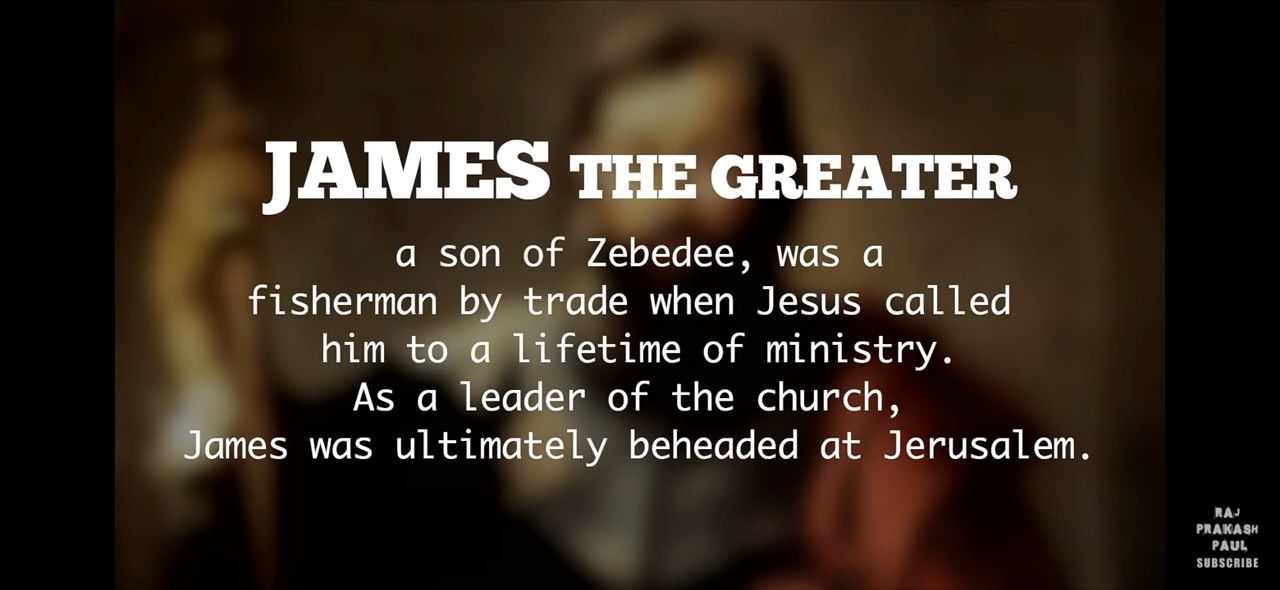 JAMES THE GREATER
a son of Zebedee, was a
fisherman by trade when Jesus called
him to a lifetime of ministry.
As a leader of the church,
James was ultimately beheaded at Jerusalem.
RAJ
PRAKASH
PAUL
SUBSCRIBE